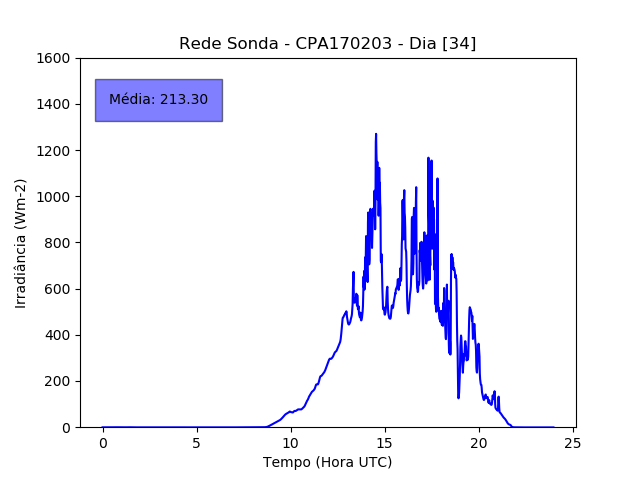 Rede Sonda - CPA170203 - Dia [34]
1600
1400
1200
1000
800
600
400
200
0
Irradiância (Wm-2)
Média: 213.30
0 5 10 15 20 25
Tempo (Hora UTC)